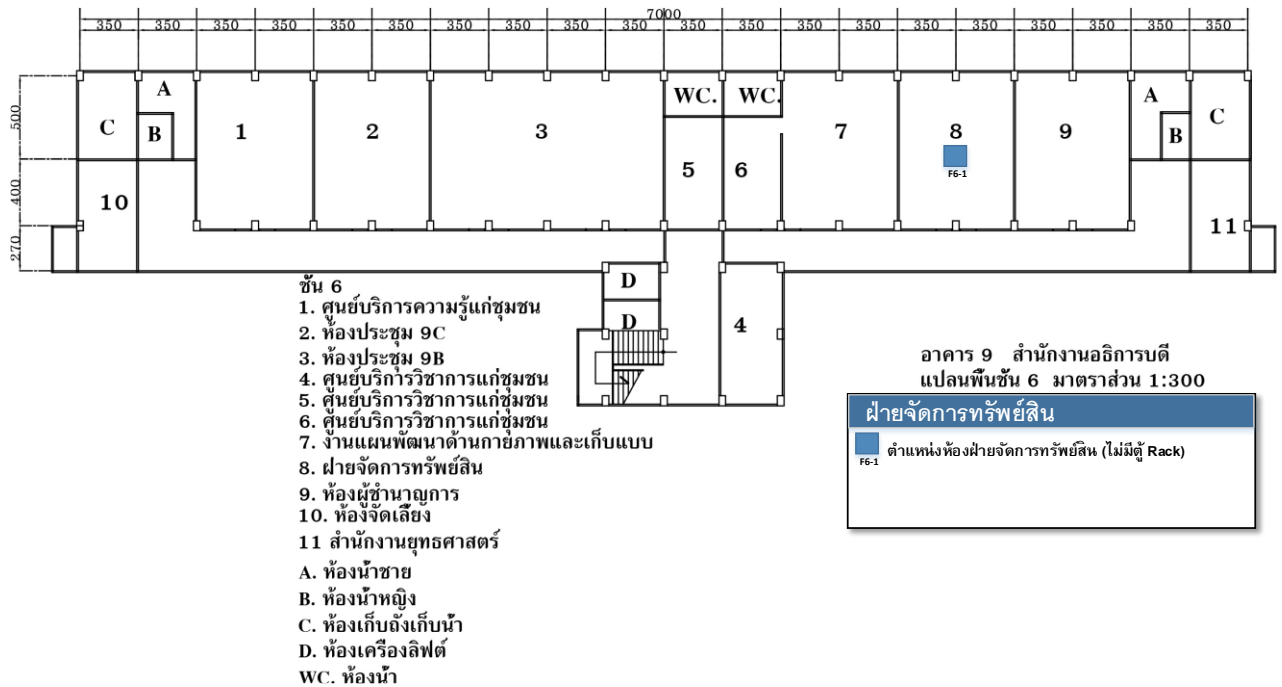 7000
350 350 350 350 350 350 350 350 350 350 350 350 350 350 350 350 350 350 350 350
500
400
270
A
B
C
1
2
3
WC.
WC.
5
6
7
8
F6-1
9
A
B
C
10
11
D
D
4
ชั้น 6
1. ศูนย์บริการความรู้แก่ชุมชน
2. ห้องประชุม 9C
3. ห้องประชุม 9B
4. ศูนย์บริการวิชาการแก่ชุมชน
5. ศูนย์บริการวิชาการแก่ชุมชน
6. ศูนย์บริการวิชาการแก่ชุมชน
7. งานแผนพัฒนาด้านกายภาพและเก็บแบบ
8. ฝ่ายจัดการทรัพย์สิน
9. ห้องผู้ชำนาญการ
10. ห้องจัดเลี้ยง
11 สำนักงานยุทธศาสตร์
A. ห้องน้ำชาย
B. ห้องน้ำหญิง
C. ห้องเก็บถังเก็บน้ำ
D. ห้องเครื่องลิฟต์
WC. ห้องน้ำ
อาคาร 9 สำนักงานอธิการบดี
แปลนพื้นชั้น 6 มาตราส่วน 1:300
ฝ่ายจัดการทรัพย์สิน
F6-1 ตำแหน่งห้องฝ่ายจัดการทรัพย์สิน (ไม่มีตู้ Rack)